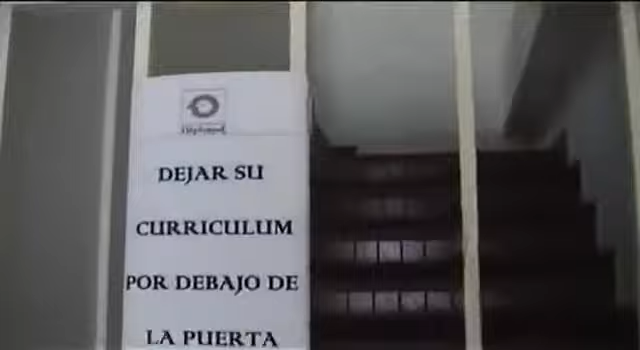 DEJAR SU
CURRICULUM
POR DEBAJO DE
LA PUERTA